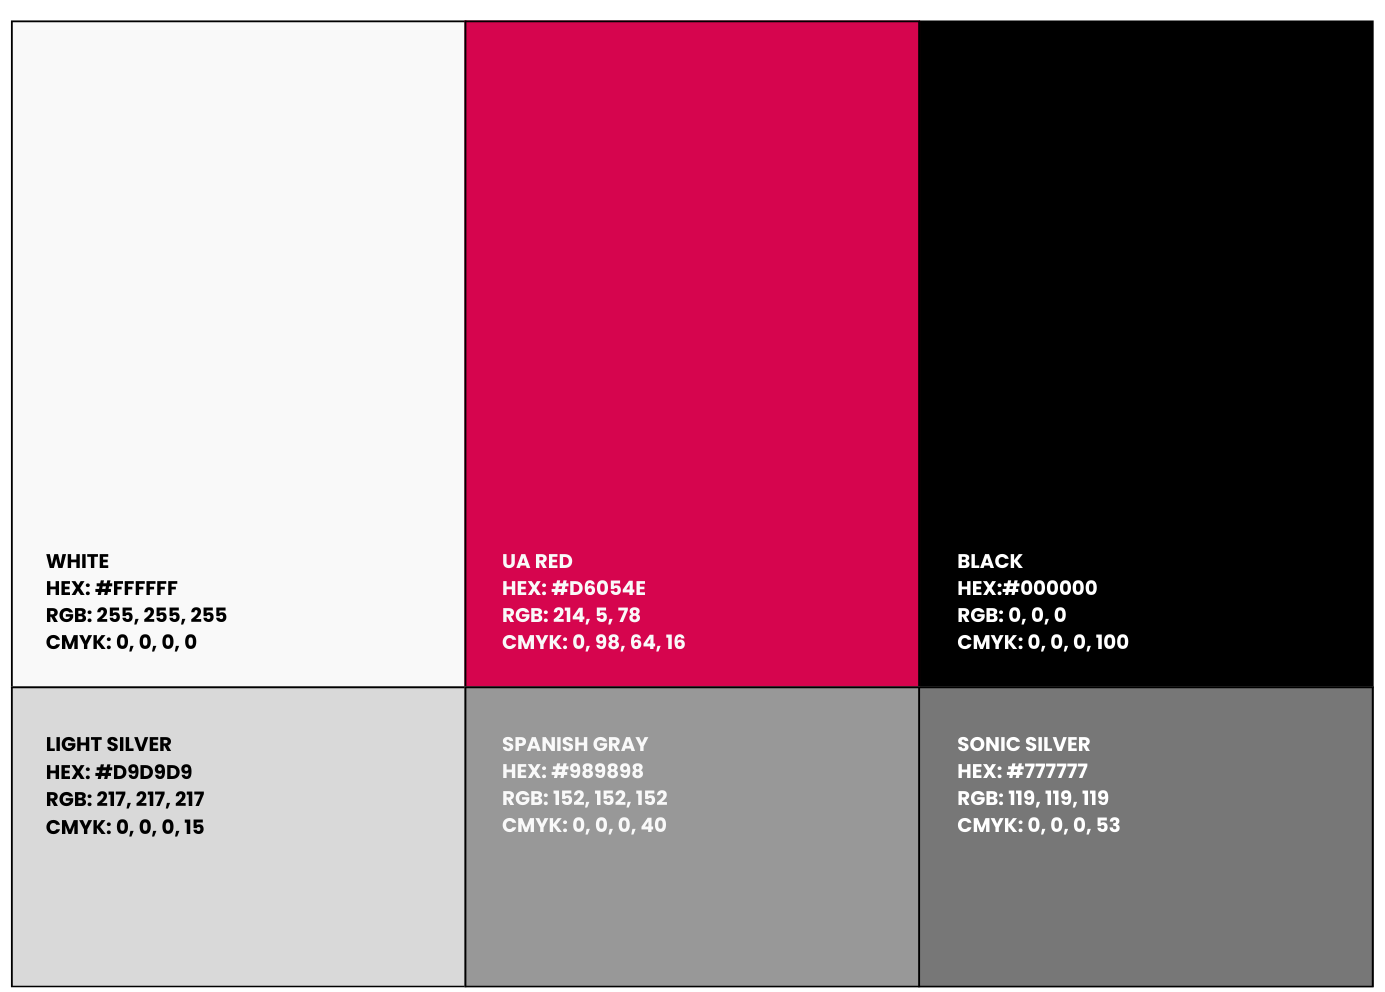 WHITE
HEX: #FFFFFF
RGB: 255, 255, 255
CMYK: 0, 0, 0, 0
UA RED
HEX: #D6054E
RGB: 214, 5, 78
CMYK: 0, 98, 64, 16
BLACK
HEX:#000000
RGB: 0, 0, 0
CMYK: 0, 0, 0, 100
LIGHT SILVER
HEX: #D9D9D9
RGB: 217, 217, 217
CMYK: 0, 0, 0, 15
SPANISH GRAY
HEX: #989898
RGB: 152, 152, 152
CMYK: 0, 0, 0, 40
SONIC SILVER
HEX: #777777
RGB: 119, 119, 119
CMYK: 0, 0, 0, 53